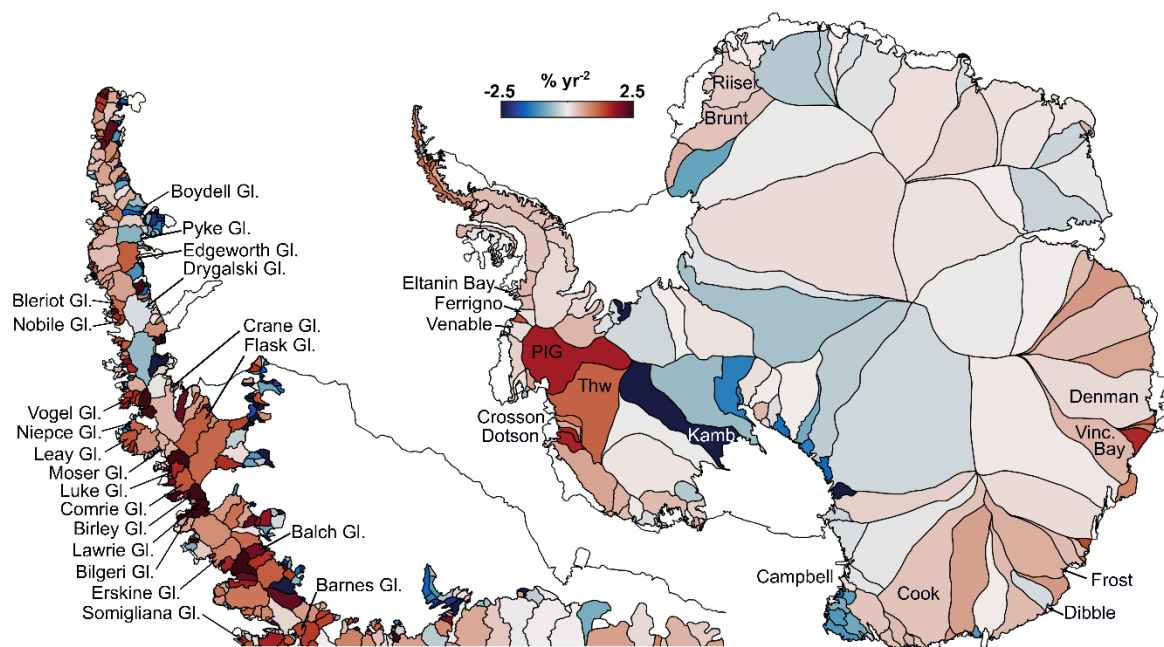 % yr-2
-2.5
2.5
Riiser
Brunt
Boydell Gl.
Pyke Gl.
Edgeworth Gl.
Drygalski Gl.
Bleriot Gl.
Nobile Gl.
Crane Gl.
Flask Gl.
Eltanin Bay
Ferrigno
Venable
PIG
Thw
Crosson
Dotson
Kamb
Denman
Vinc.
Bay
Vogel Gl.
Niepce Gl.
Leay Gl.
Moser Gl.
Luke Gl.
Comrie Gl.
Birley Gl.
Lawrie Gl.
Bilgeri Gl.
Erskine Gl.
Somigliana Gl.
Balch Gl.
Barnes Gl.
Campbell
Cook
Frost
Dibble